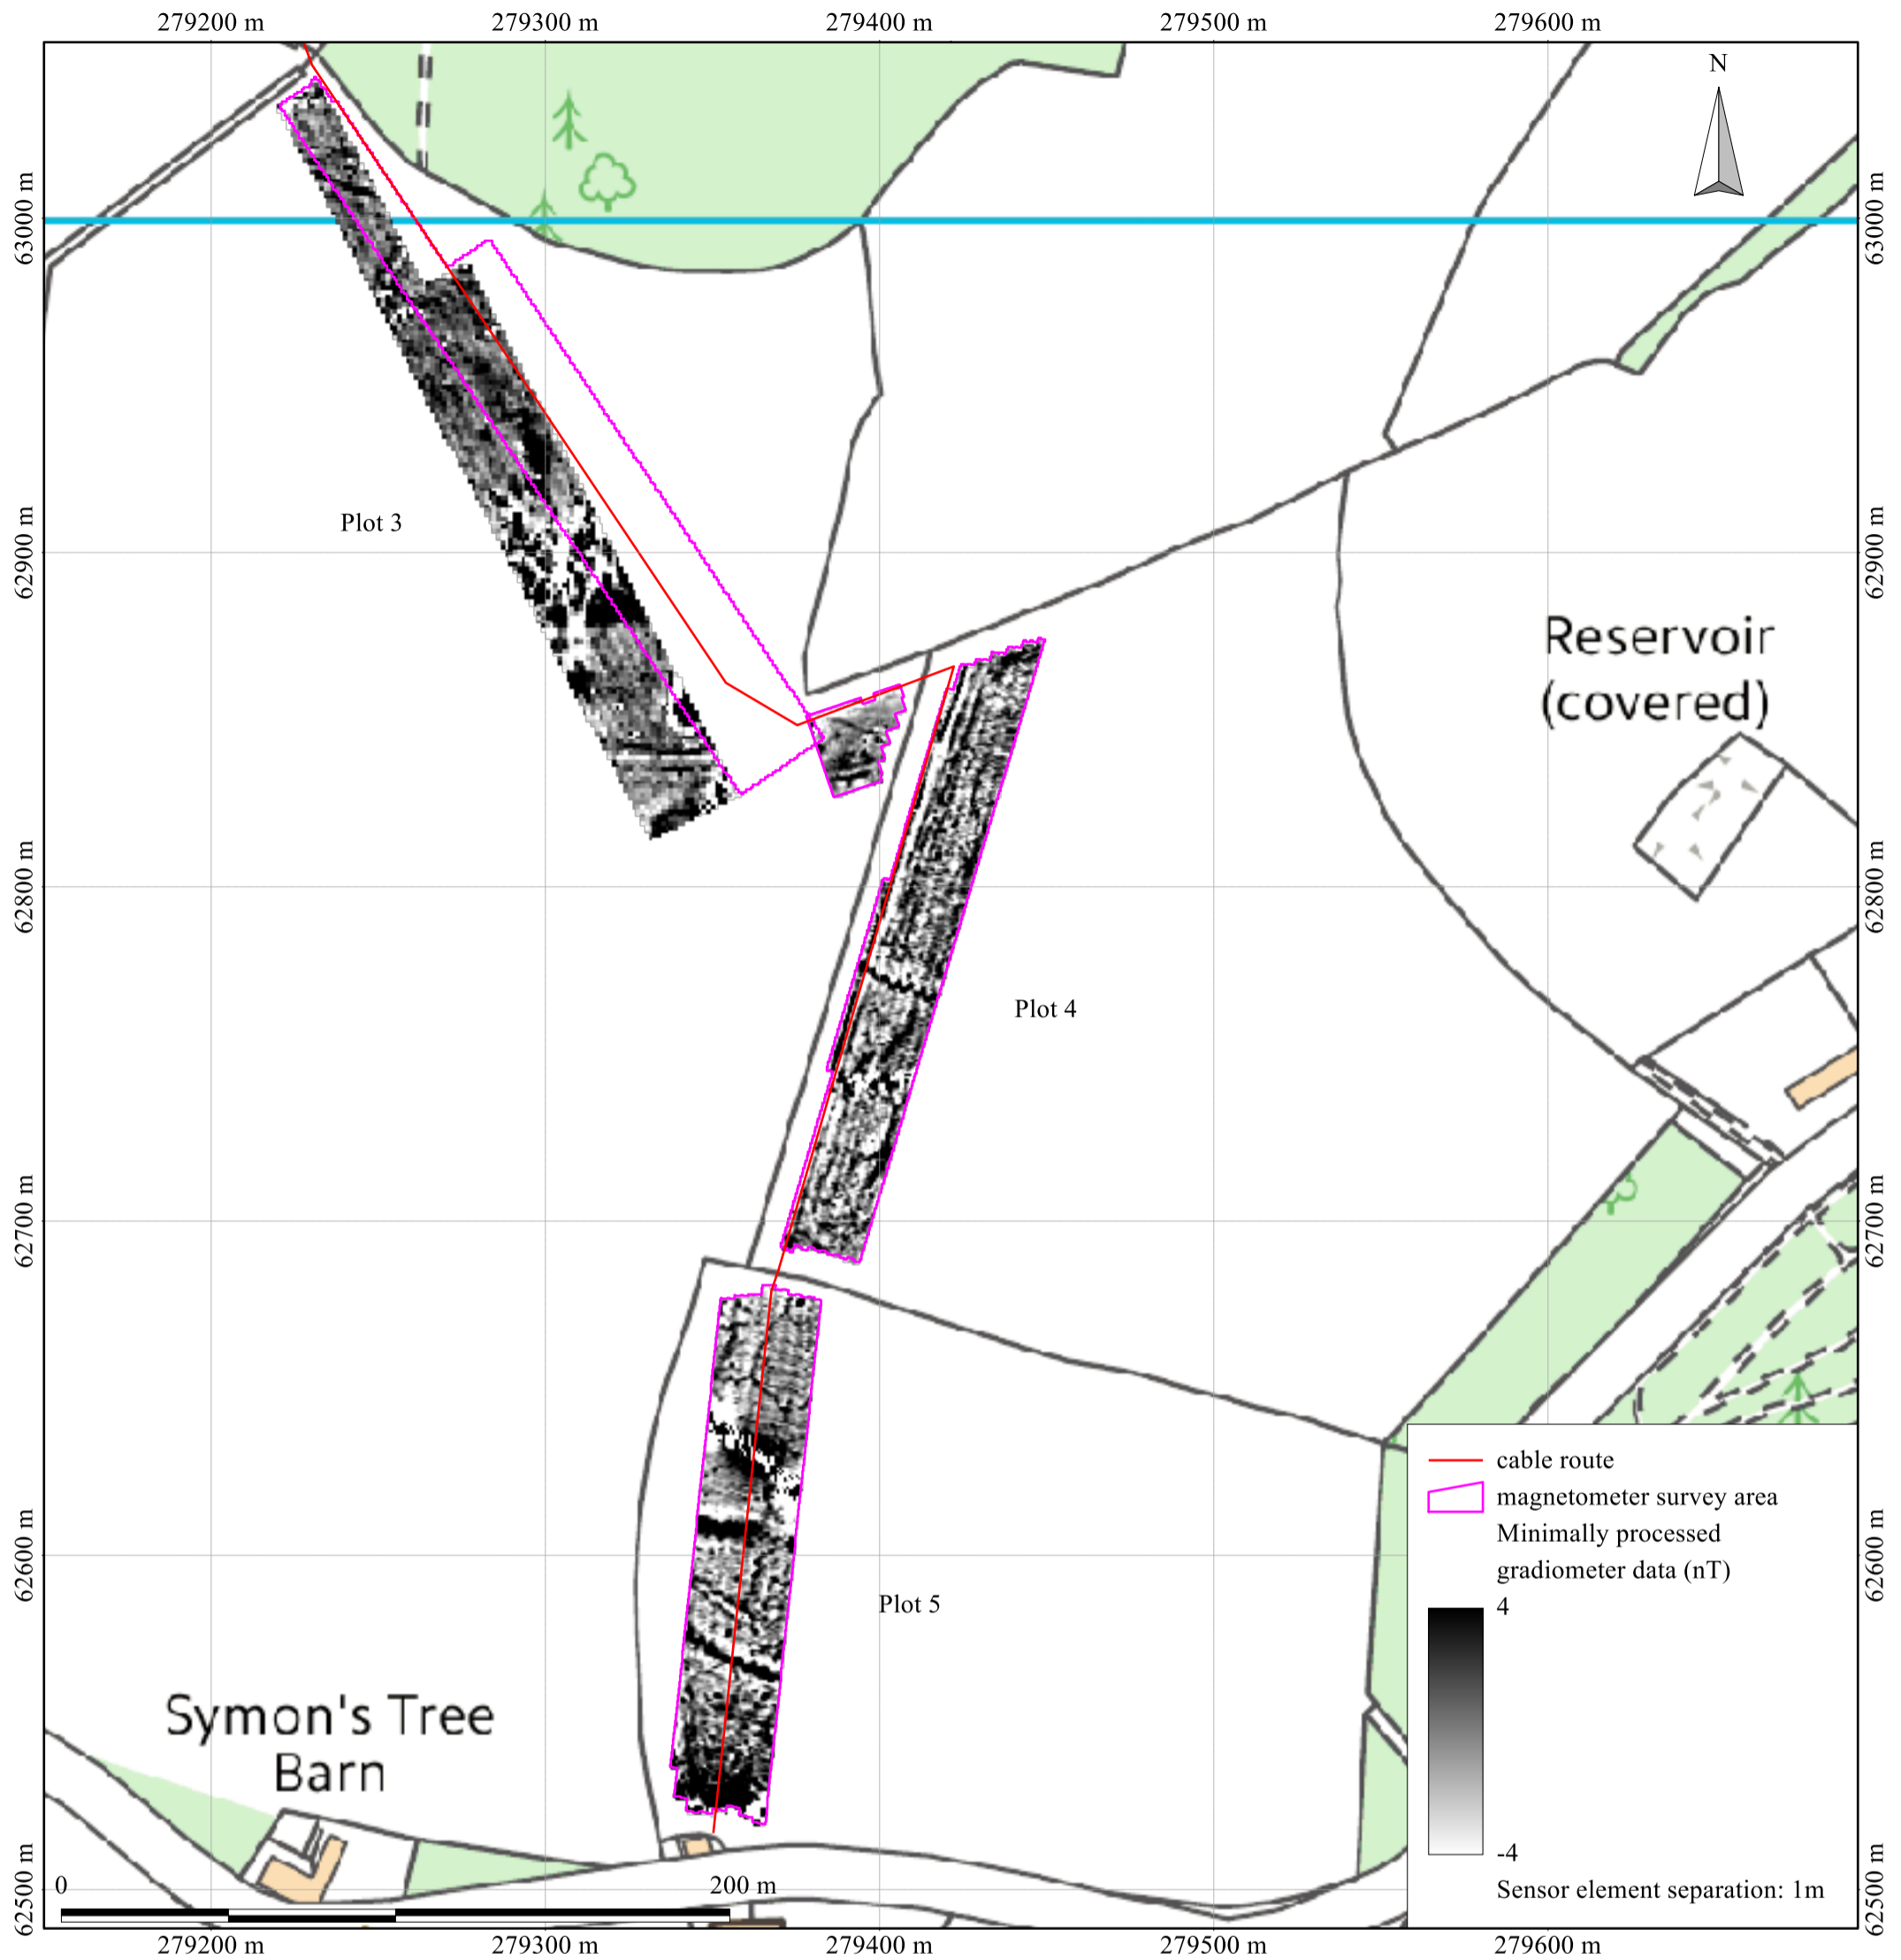 279200 m 279300 m 279400 m 279500 m 279600 m
N
63000 m 63000 m
Plot 3
62900 m 62900 m
Reservoir
(covered)
62800 m 62800 m
Plot 4
62700 m 62700 m
cable route
magnetometer survey area
Minimally processed
gradiometer data (nT)
62600 m 62600 m
Plot 5
4
Symon's Tree
Barn
-4
Sensor element separation: 1m
62500 m 62500 m
0 200 m
279200 m 279300 m 279400 m 279500 m 279600 m